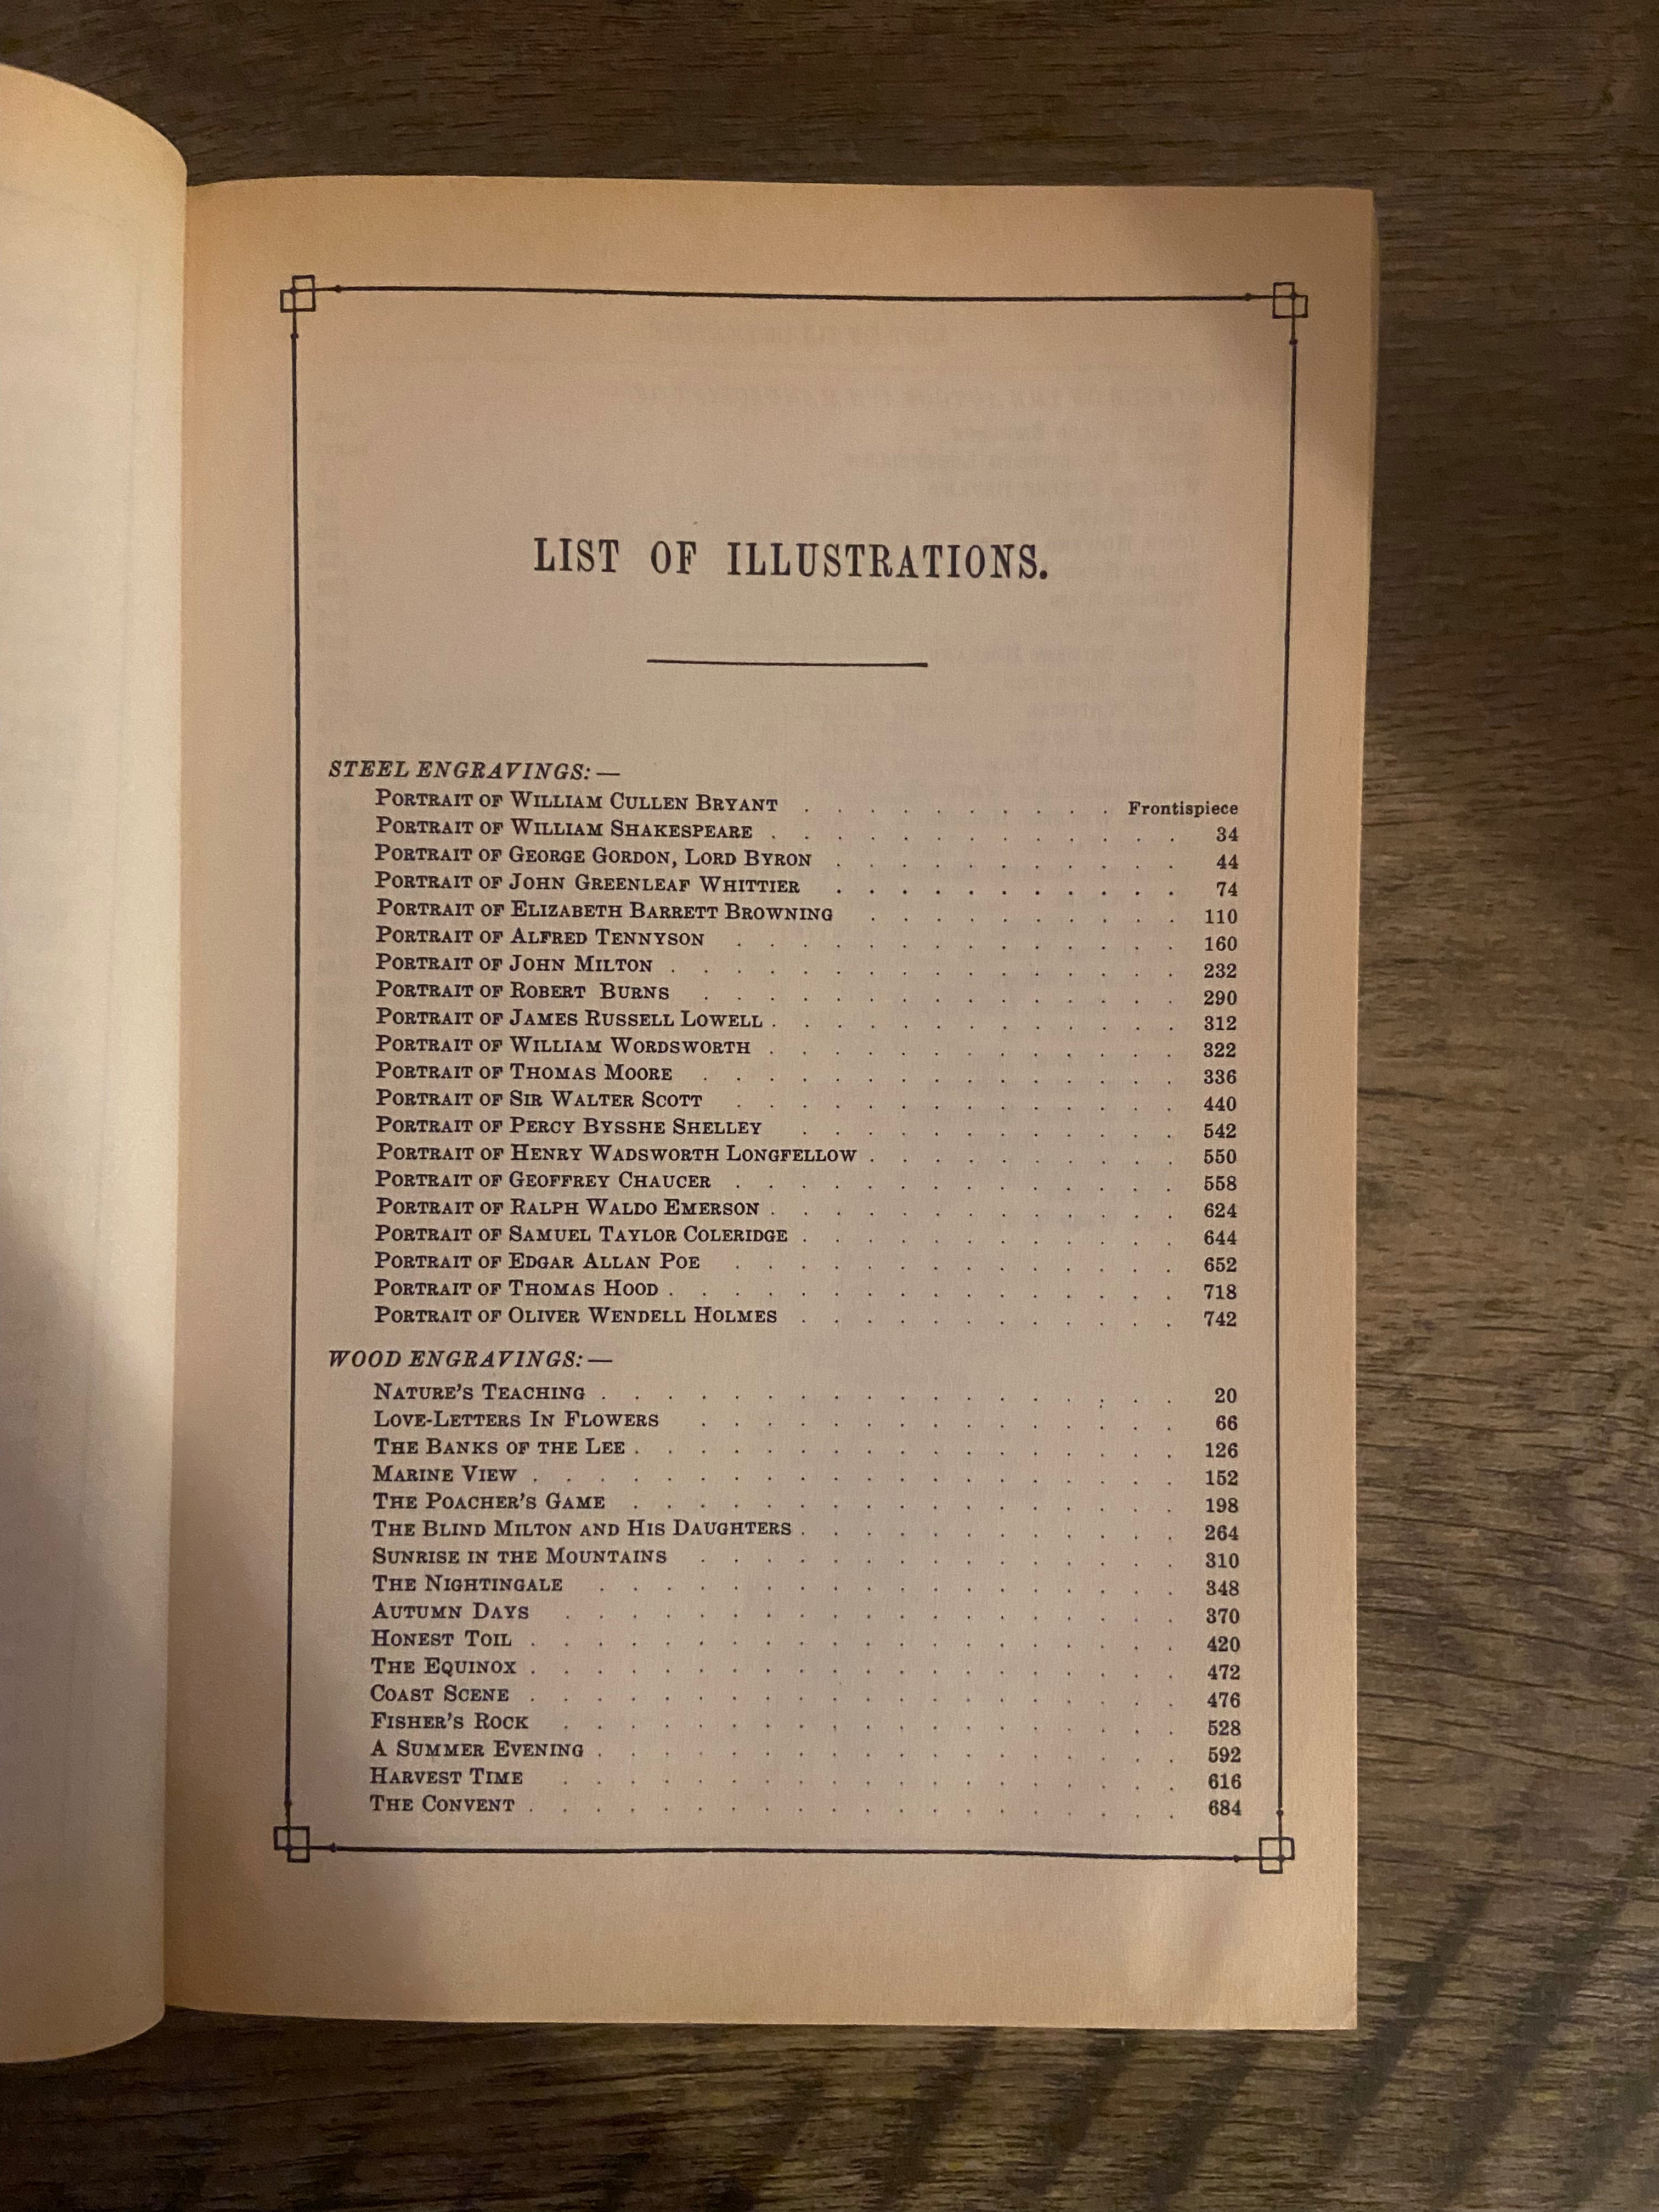 LIST OF ILLUSTRATIONS.
STEEL ENGRAVINGS:—
PORTRAIT OF WILLIAM CULLEN BRYANT . . . . . . . . . . Frontispiece
PORTRAIT OF WILLIAM SHAKESPEARE . . . . . . . . . . . . . 34
PORTRAIT OF GEORGE GORDON, LORD BYRON . . . . . . . . . . . 44
PORTRAIT OF JOHN GREENLEAF WHITTIER . . . . . . . . . . . 74
PORTRAIT OF ELIZABETH BARRETT BROWNING . . . . . . . . . . 110
PORTRAIT OF ALFRED TENNYSON . . . . . . . . . . . . . . 160
PORTRAIT OF JOHN MILTON . . . . . . . . . . . . . . . . 232
PORTRAIT OF ROBERT BURNS . . . . . . . . . . . . . . . 290
PORTRAIT OF JAMES RUSSELL LOWELL . . . . . . . . . . . . . 312
PORTRAIT OF WILLIAM WORDSWORTH . . . . . . . . . . . . . 322
PORTRAIT OF THOMAS MOORE . . . . . . . . . . . . . . . 336
PORTRAIT OF SIR WALTER SCOTT . . . . . . . . . . . . . . 440
PORTRAIT OF PERCY BYSSHE SHELLEY . . . . . . . . . . . . 542
PORTRAIT OF HENRY WADSWORTH LONGFELLOW . . . . . . . . . . 550
PORTRAIT OF GEOFFREY CHAUCER . . . . . . . . . . . . . . 558
PORTRAIT OF RALPH WALDO EMERSON . . . . . . . . . . . . . 624
PORTRAIT OF SAMUEL TAYLOR COLERIDGE . . . . . . . . . . . . 644
PORTRAIT OF EDGAR ALLAN POE . . . . . . . . . . . . . . 652
PORTRAIT OF THOMAS HOOD . . . . . . . . . . . . . . . . 718
PORTRAIT OF OLIVER WENDELL HOLMES . . . . . . . . . . . . 742
WOOD ENGRAVINGS:—
NATURE'S TEACHING . . . . . . . . . . . . . . . . . . 20
LOVE-LETTERS IN FLOWERS . . . . . . . . . . . . . . . 66
THE BANKS OF THE LEE . . . . . . . . . . . . . . . . . 126
MARINE VIEW . . . . . . . . . . . . . . . . . . . . 152
THE POACHER'S GAME . . . . . . . . . . . . . . . . . 198
THE BLIND MILTON AND HIS DAUGHTERS . . . . . . . . . . . . 264
SUNRISE IN THE MOUNTAINS . . . . . . . . . . . . . . . 310
THE NIGHTINGALE . . . . . . . . . . . . . . . . . . 348
AUTUMN DAYS . . . . . . . . . . . . . . . . . . . 370
HONEST TOIL . . . . . . . . . . . . . . . . . . . . 420
THE EQUINOX . . . . . . . . . . . . . . . . . . . . 472
COAST SCENE . . . . . . . . . . . . . . . . . . . . 476
FISHER'S ROCK . . . . . . . . . . . . . . . . . . . 528
A SUMMER EVENING . . . . . . . . . . . . . . . . . . 592
HARVEST TIME . . . . . . . . . . . . . . . . . . . 616
THE CONVENT . . . . . . . . . . . . . . . . . . . . 684